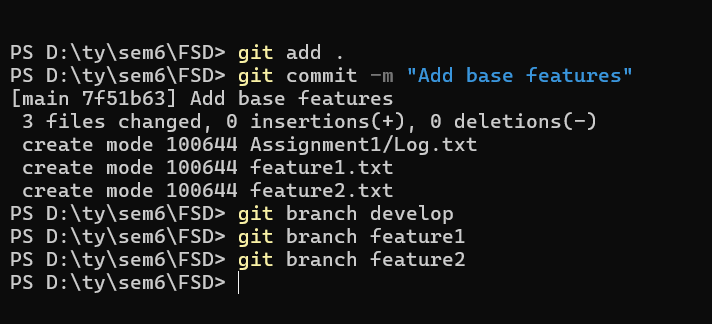 PS D:\ty\sem6\FSD> git add .
PS D:\ty\sem6\FSD> git commit -m "Add base features"
[main 7f51b63] Add base features
 3 files changed, 0 insertions(+), 0 deletions(-)
 create mode 100644 Assignment1/Log.txt
 create mode 100644 feature1.txt
 create mode 100644 feature2.txt
PS D:\ty\sem6\FSD> git branch develop
PS D:\ty\sem6\FSD> git branch feature1
PS D:\ty\sem6\FSD> git branch feature2
PS D:\ty\sem6\FSD>